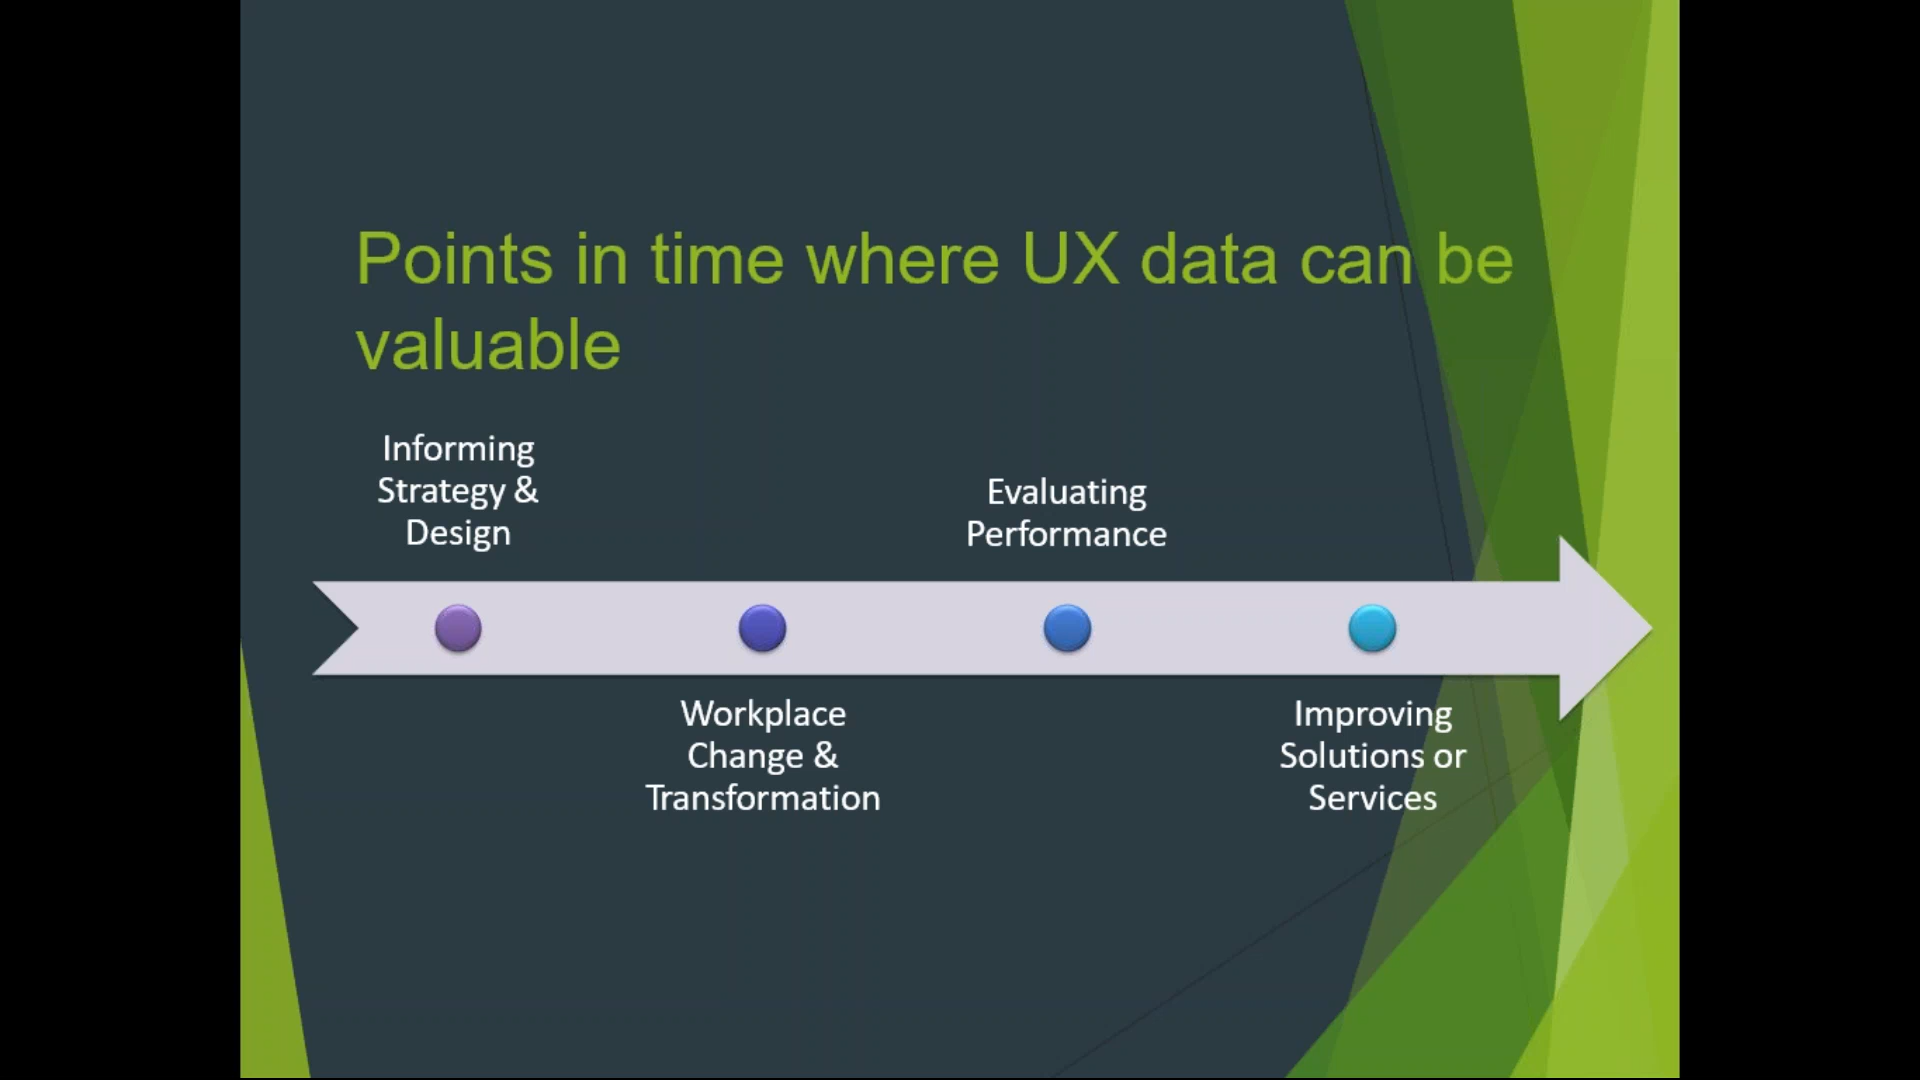 Points in time where UX data can be
valuable
Informing
Strategy &
Design
Workplace
Change &
Transformation
Evaluating
Performance
Improving
Solutions or
Services